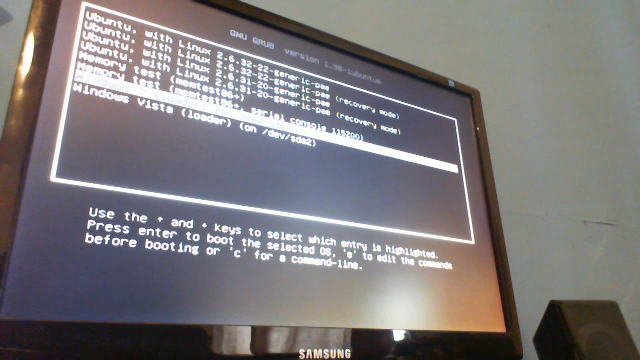 GNU GRUB version 1.98-1ubuntu5
Ubuntu, with Linux 2.6.32-22-generic-pae
Ubuntu, with Linux 2.6.32-22-generic-pae (recovery mode)
Ubuntu, with Linux 2.6.31-20-generic-pae
Ubuntu, with Linux 2.6.31-20-generic-pae (recovery mode)
Memory test (memtest86+)
Memory test (memtest86+, serial console 115200)
Windows Vista (loader) (on /dev/sda2)
Use the ↑ and ↓ keys to select which entry is highlighted.
Press enter to boot the selected OS, 'e' to edit the commands
before booting or 'c' for a command-line.
SAMSUNG